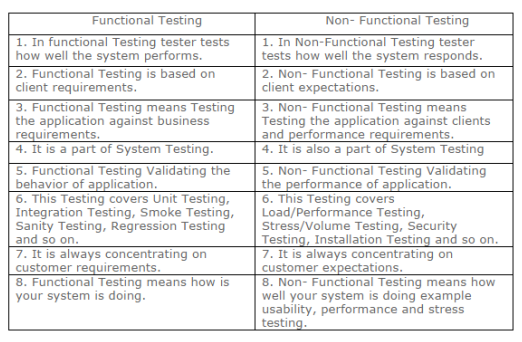 Functional Testing
Non- Functional Testing
1. In functional Testing tester tests
how well the system performs.
1. In Non-Functional Testing tester
tests how well the system responds.
2. Functional Testing is based on
client requirements.
2. Non- Functional Testing is based on
client expectations.
3. Functional Testing means Testing
the application against business
requirements.
3. Non- Functional Testing means
Testing the application against clients
and performance requirements.
4. It is a part of System Testing.
4. It is also a part of System Testing
5. Functional Testing Validating the
behavior of application.
5. Non- Functional Testing Validating
the performance of application.
6. This Testing covers Unit Testing,
Integration Testing, Smoke Testing,
Sanity Testing, Regression Testing
and so on.
6. This Testing covers
Load/Performance Testing,
Stress/Volume Testing, Security
Testing, Installation Testing and so on.
7. It is always concentrating on
customer requirements.
7. It is always concentrating on
customer expectations.
8. Functional Testing means how is
your system is doing.
8. Non- Functional Testing means how
well your system is doing example
usability, performance and stress
testing.